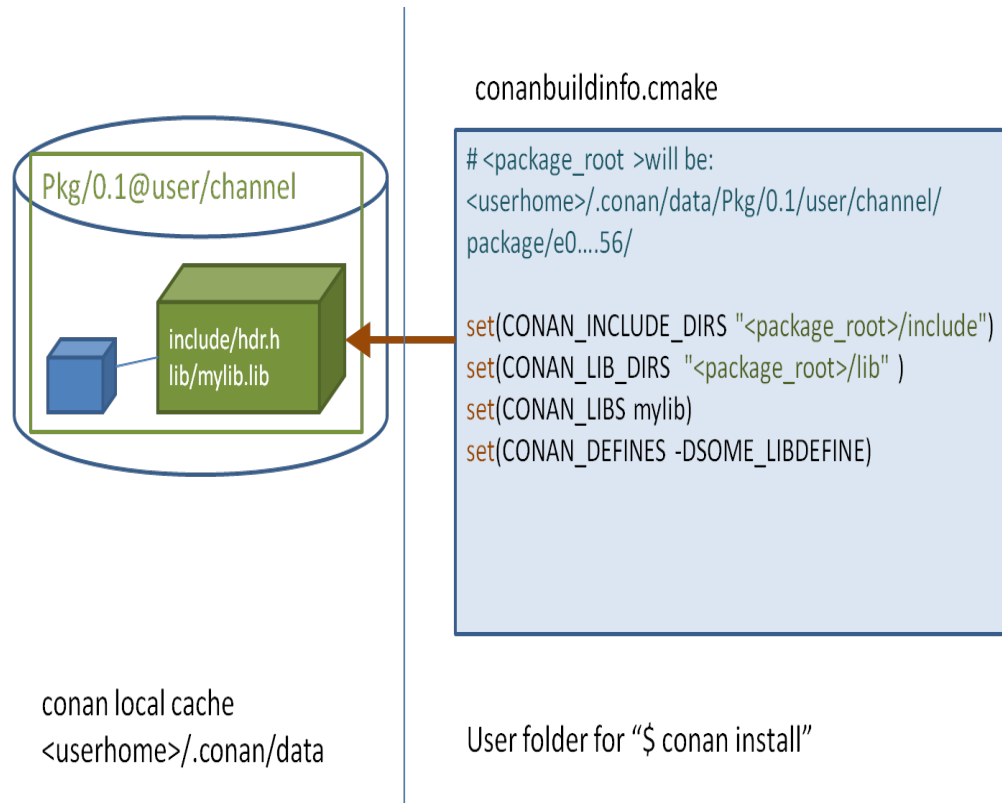 conanbuildinfo.cmake
Pkg/0.1@user/channel
include/hdr.h
lib/mylib.lib
# <package_root >will be:
<userhome>/.conan/data/Pkg/0.1/user/channel/
package/e0....56/
set(CONAN_INCLUDE_DIRS "<package_root>/include")
set(CONAN_LIB_DIRS "<package_root>/lib" )
set(CONAN_LIBS mylib)
set(CONAN_DEFINES -DSOME_LIBDEFINE)
conan local cache
<userhome>/.conan/data
User folder for “$ conan install”